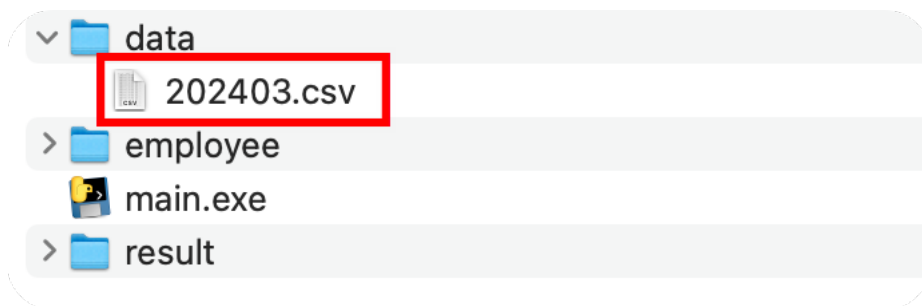 data
202403.csv
employee
main.exe
result